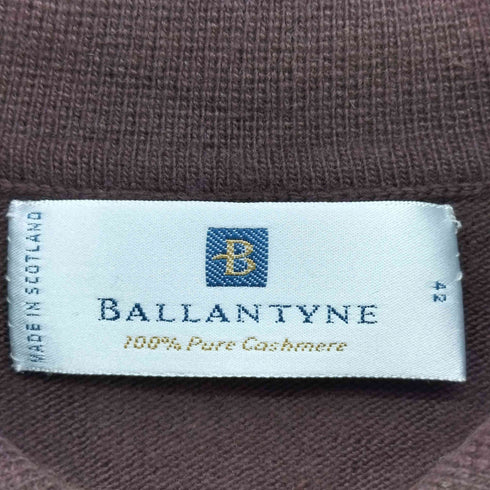 MADE IN SCOTLAND
B
BALLANTYNE
100% Pure Cashmere
42